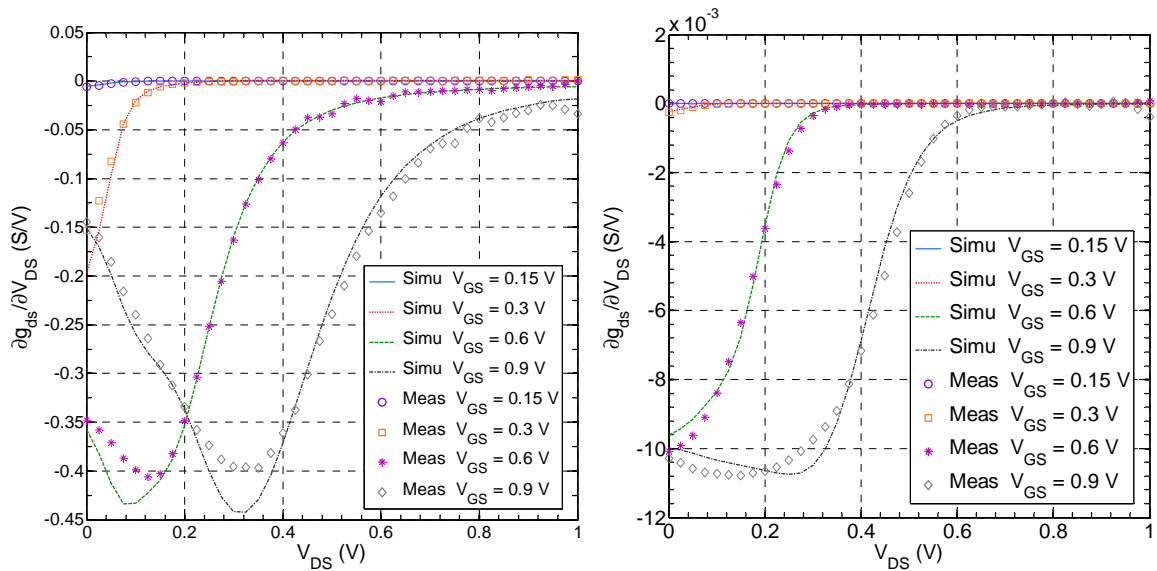 0.05
0
-0.05
-0.1
-0.15
-0.2
-0.25
-0.3
-0.35
-0.4
-0.45
∂g_ds/∂V_DS (S/V)
0 0.2 0.4 0.6 0.8 1
V_DS (V)
Simu V_GS = 0.15 V
Simu V_GS = 0.3 V
Simu V_GS = 0.6 V
Simu V_GS = 0.9 V
Meas V_GS = 0.15 V
Meas V_GS = 0.3 V
Meas V_GS = 0.6 V
Meas V_GS = 0.9 V
x 10^-3
2
0
-2
-4
-6
-8
-10
-12
∂g_ds/∂V_DS (S/V)
0 0.2 0.4 0.6 0.8 1
V_DS (V)
Simu V_GS = 0.15 V
Simu V_GS = 0.3 V
Simu V_GS = 0.6 V
Simu V_GS = 0.9 V
Meas V_GS = 0.15 V
Meas V_GS = 0.3 V
Meas V_GS = 0.6 V
Meas V_GS = 0.9 V